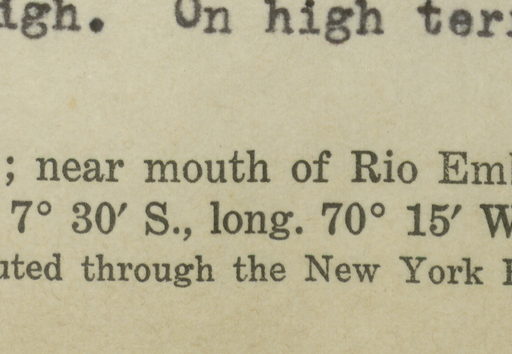 igh. On high ter
; near mouth of Rio Em
7° 30′ S., long. 70° 15′ W
uted through the New York